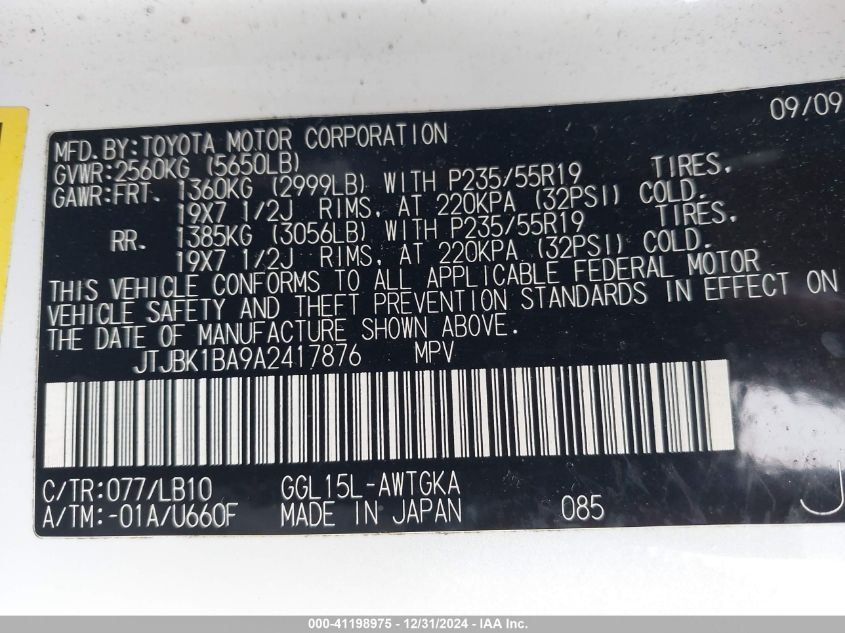 09/09
MFD.BY:TOYOTA MOTOR CORPORATION
GVWR:2560KG (5650LB)
GAWR:FRT. 1360KG (2999LB) WITH P235/55R19 TIRES,
19X7 1/2J RIMS, AT 220KPA (32PSI) COLD.
RR. 1385KG (3056LB) WITH P235/55R19 TIRES,
19X7 1/2J RIMS, AT 220KPA (32PSI) COLD.
THIS VEHICLE CONFORMS TO ALL APPLICABLE FEDERAL MOTOR
VEHICLE SAFETY AND THEFT PREVENTION STANDARDS IN EFFECT ON
THE DATE OF MANUFACTURE SHOWN ABOVE.
JTJBK1BA9A2417876 MPV
C/TR:077/LB10 GGL15L-AWTGKA
A/TM:-01A/U660F MADE IN JAPAN 085 J
000-41198975 / 12/31/2024 - IAAI.com